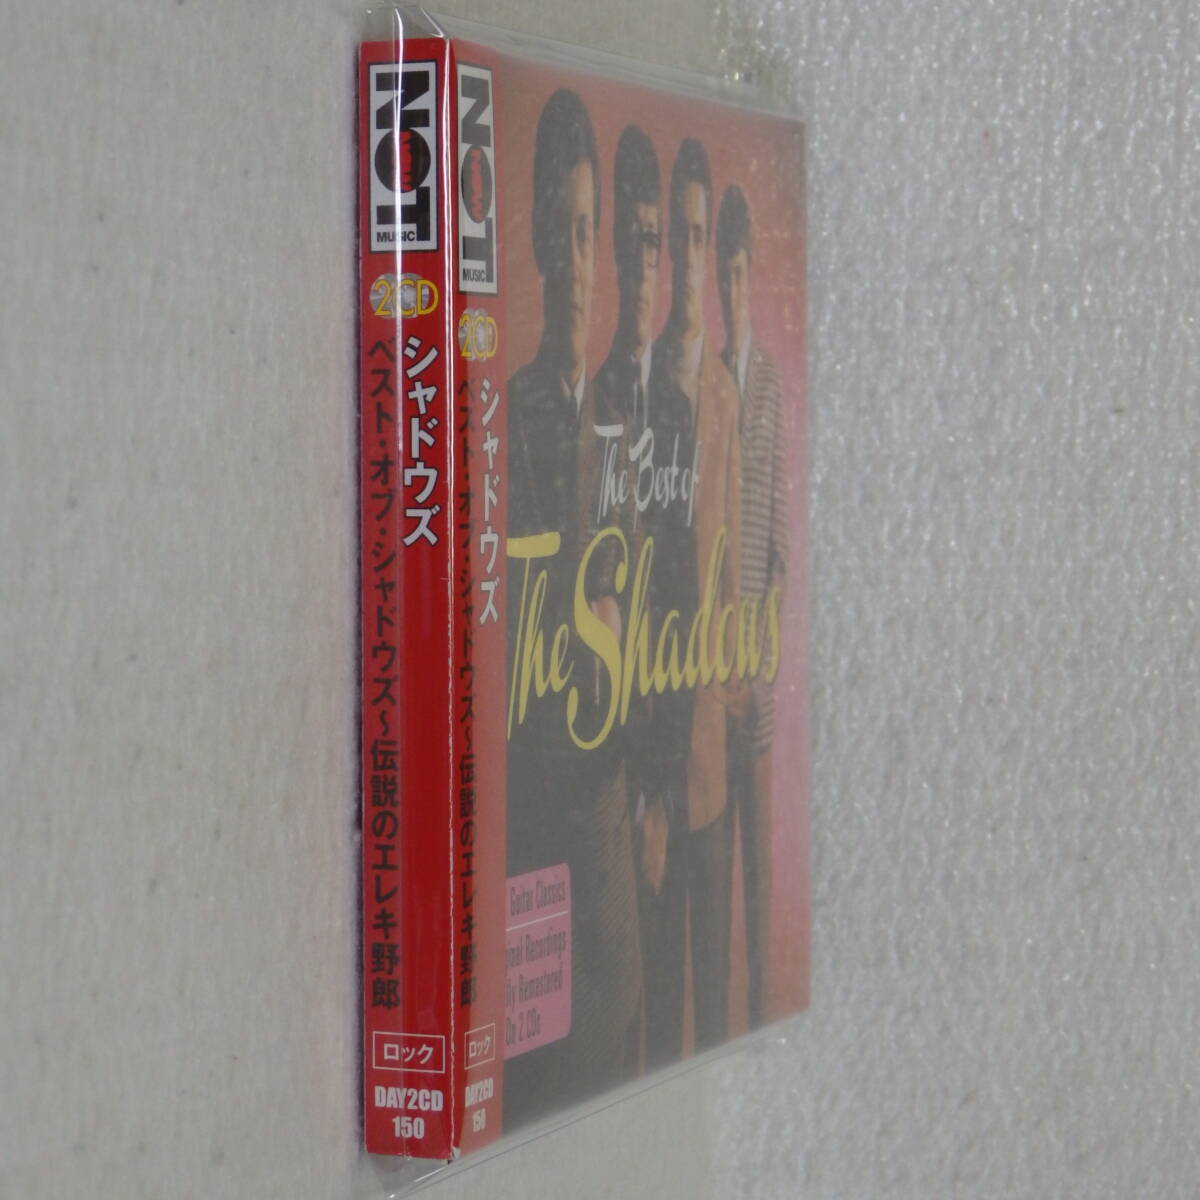 NOT
NOW
MUSIC
2CD
シャドウズ
ベスト・オブ・シャドウズ～伝説のエレキ野郎
ロック
DAY2CD
150
NOT
NOW
MUSIC
2CD
シャドウズ
ベスト・オブ・シャドウズ～伝説のエレキ野郎
ロック
DAY2CD
150
The Best of
The Shadows
Guitar Classics
Recordings
Remastered
On 2 CDs